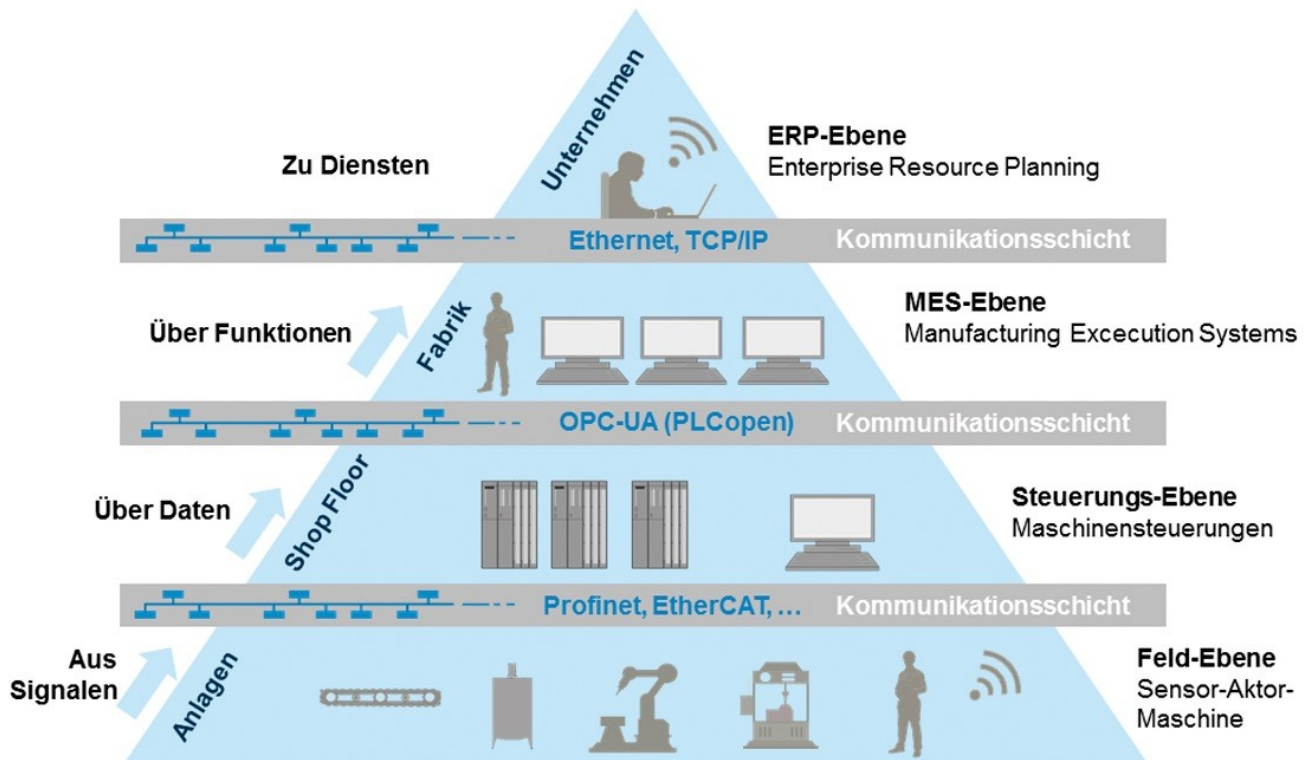 Unternehmen
ERP-Ebene
Enterprise Resource Planning
Zu Diensten
Ethernet, TCP/IP
Kommunikationsschicht
Fabrik
MES-Ebene
Manufacturing Excecution Systems
Über Funktionen
OPC-UA (PLCopen)
Kommunikationsschicht
Shop Floor
Steuerungs-Ebene
Maschinensteuerungen
Über Daten
Profinet, EtherCAT, ...
Kommunikationsschicht
Aus
Signalen
Anlagen
Feld-Ebene
Sensor-Aktor-
Maschine